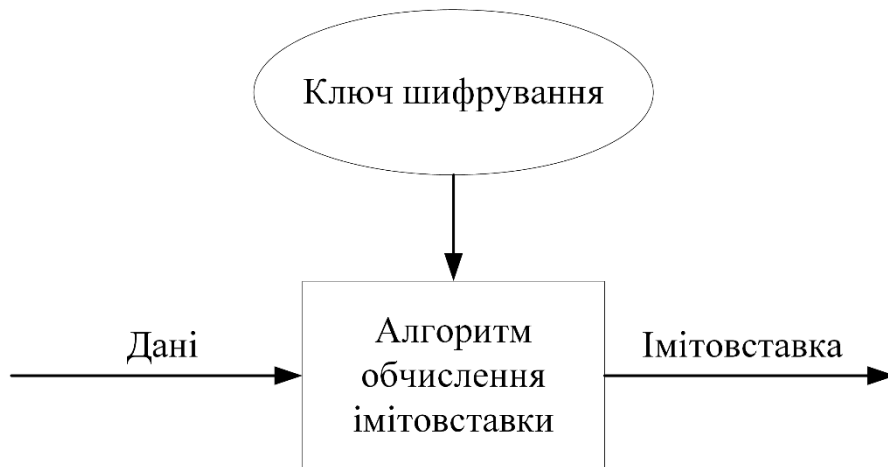 Ключ шифрування
Дані
Алгоритм
обчислення
імітовставки
Імітовставка